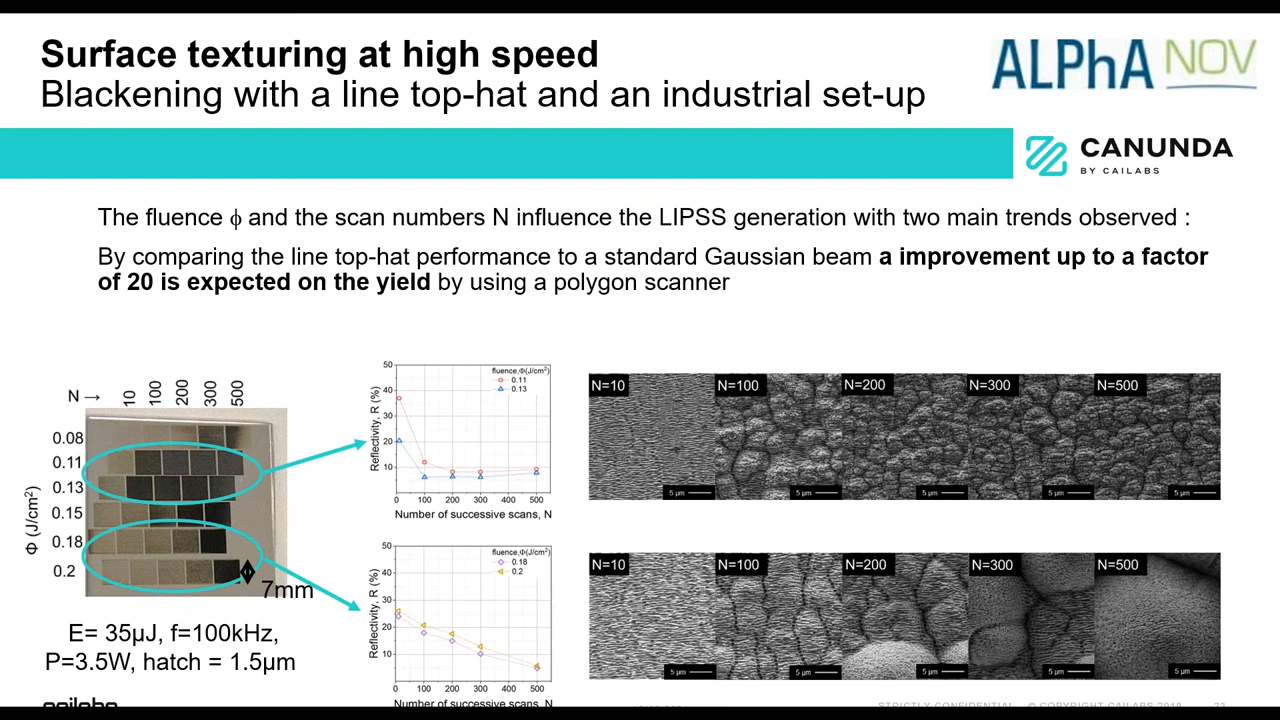 Surface texturing at high speed
Blackening with a line top-hat and an industrial set-up
ALPhA NOV
CANUNDA
BY CAILABS
The fluence ϕ and the scan numbers N influence the LIPSS generation with two main trends observed :
By comparing the line top-hat performance to a standard Gaussian beam a improvement up to a factor
of 20 is expected on the yield by using a polygon scanner
N → 10 100 200 300 500
Φ (J/cm²)
0.08
0.11
0.13
0.15
0.18
0.2
7mm
E= 35µJ, f=100kHz,
P=3.5W, hatch = 1.5µm
Reflectivity, R (%)
50
40
30
20
10
fluence,Φ(J/cm²)
0.11
0.13
0 100 200 300 400 500
Number of successive scans, N
Reflectivity, R (%)
50
40
30
20
10
fluence,Φ(J/cm²)
0.18
0.2
0 100 200 300 400 500
Number of successive scans, N
N=10 N=100 N=200 N=300 N=500
5 µm 5 µm 5 µm 5 µm 5 µm
N=10 N=100 N=200 N=300 N=500
5 µm 5 µm 5 µm 5 µm 5 µm
cailabs
STRICTLY CONFIDENTIAL © COPYRIGHT CAILABS 2019 23